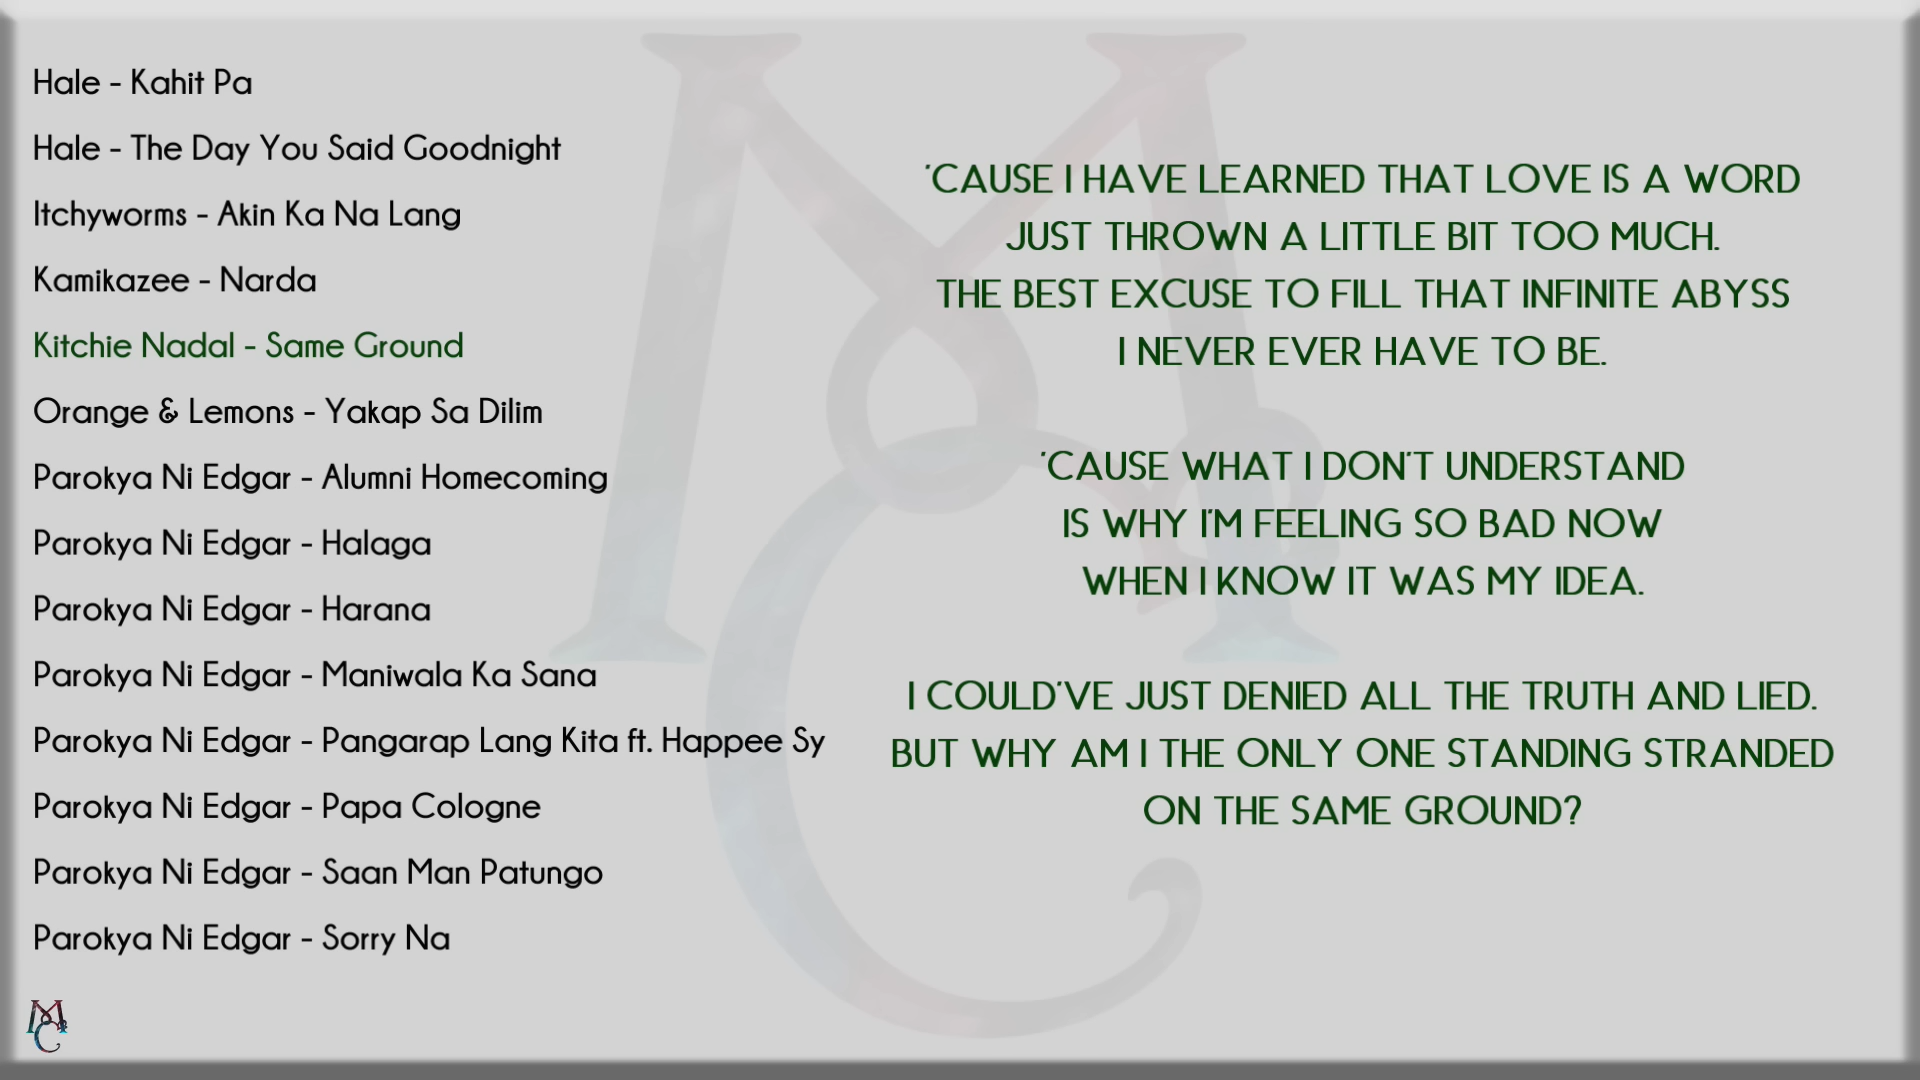 Hale - Kahit Pa
Hale - The Day You Said Goodnight
Itchyworms - Akin Ka Na Lang
Kamikazee - Narda
Kitchie Nadal - Same Ground
Orange & Lemons - Yakap Sa Dilim
Parokya Ni Edgar - Alumni Homecoming
Parokya Ni Edgar - Halaga
Parokya Ni Edgar - Harana
Parokya Ni Edgar - Maniwala Ka Sana
Parokya Ni Edgar - Pangarap Lang Kita ft. Happee Sy
Parokya Ni Edgar - Papa Cologne
Parokya Ni Edgar - Saan Man Patungo
Parokya Ni Edgar - Sorry Na
'CAUSE I HAVE LEARNED THAT LOVE IS A WORD
JUST THROWN A LITTLE BIT TOO MUCH.
THE BEST EXCUSE TO FILL THAT INFINITE ABYSS
I NEVER EVER HAVE TO BE.
'CAUSE WHAT I DON'T UNDERSTAND
IS WHY I'M FEELING SO BAD NOW
WHEN I KNOW IT WAS MY IDEA.
I COULD'VE JUST DENIED ALL THE TRUTH AND LIED.
BUT WHY AM I THE ONLY ONE STANDING STRANDED
ON THE SAME GROUND?
MC